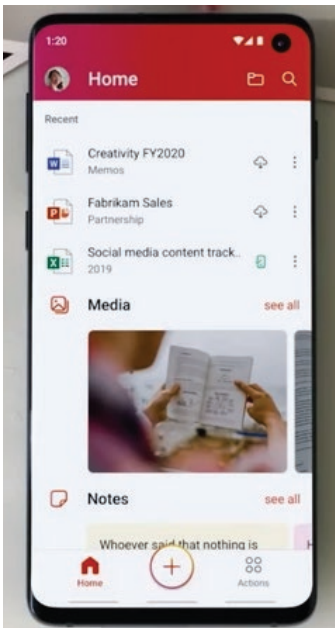 1:20
Home
Recent
Creativity FY2020
Memos
Fabrikam Sales
Partnership
Social media content track..
2019
Media
see all
Notes
see all
Whoever said that nothing is
Home
Actions